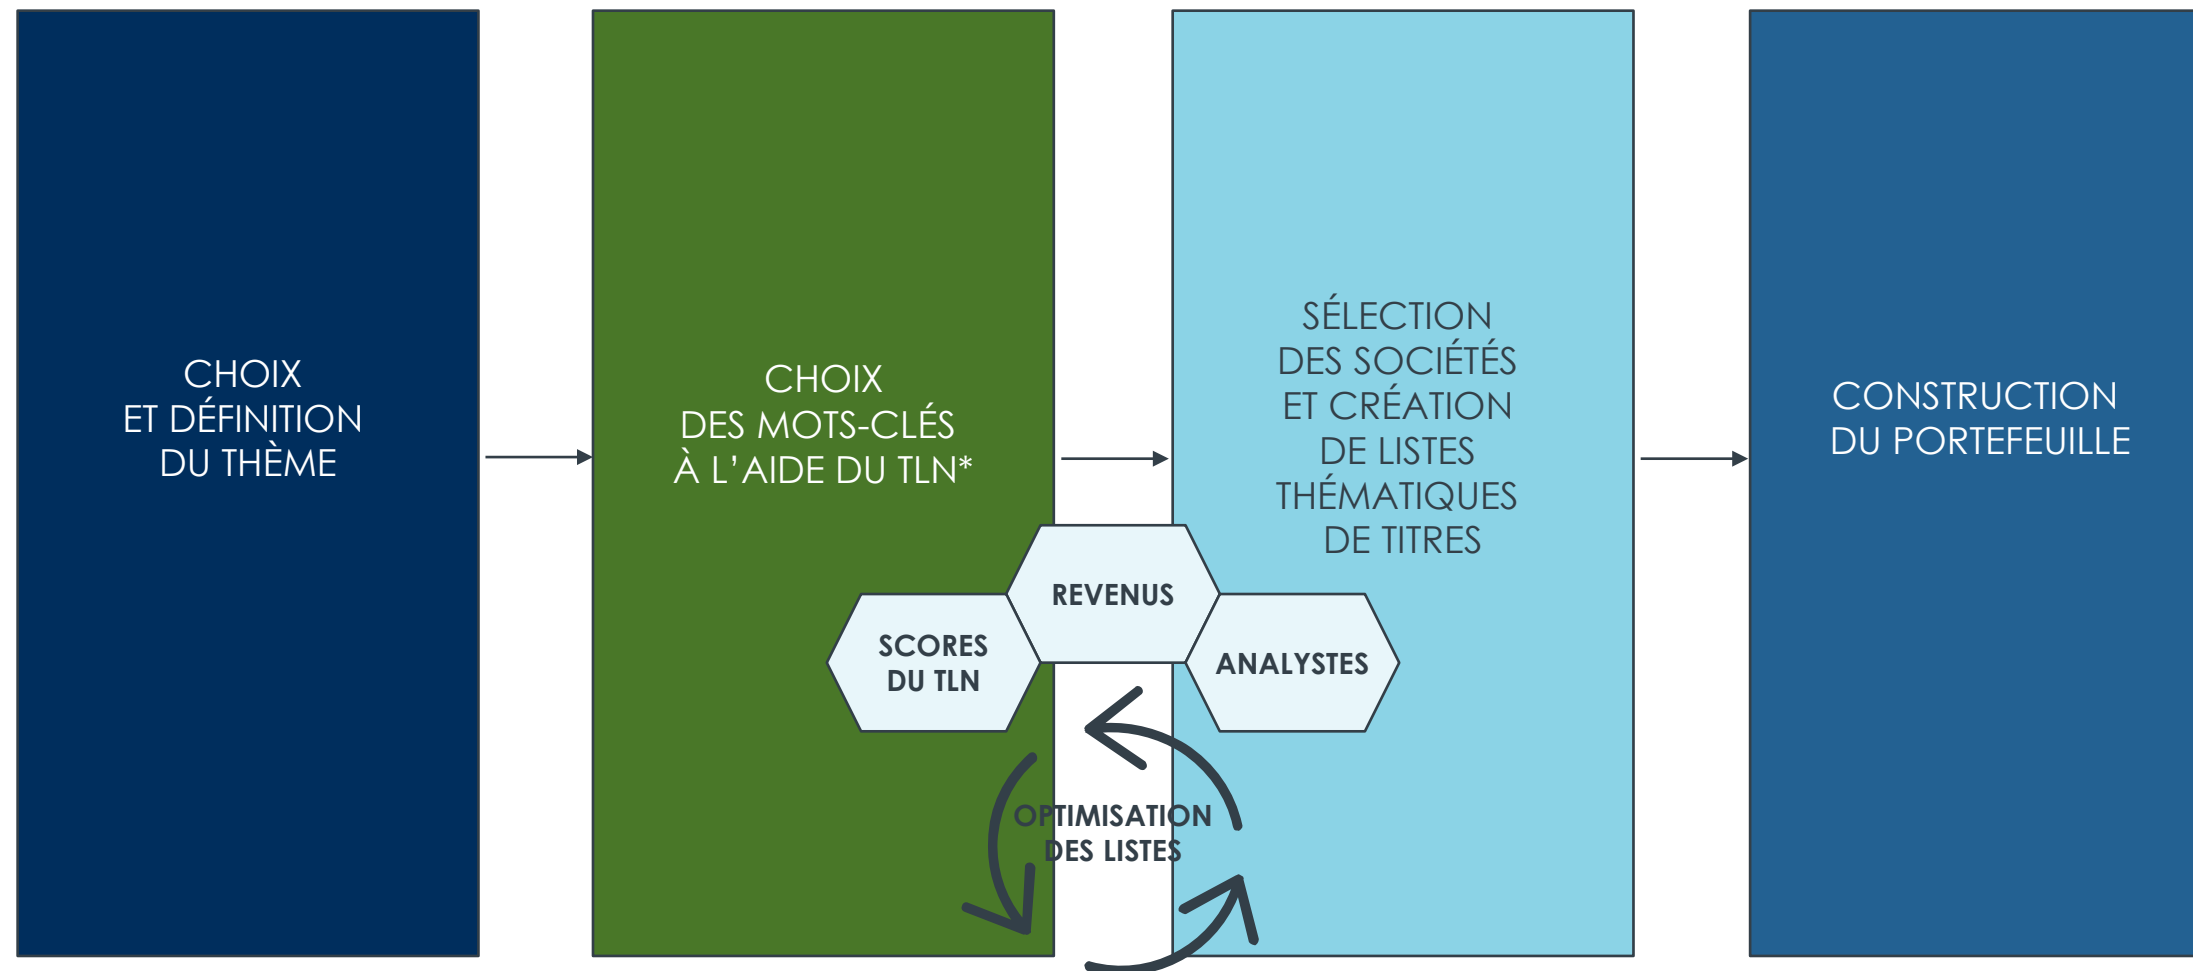 CHOIX
ET DÉFINITION
DU THÈME
CHOIX
DES MOTS-CLÉS
À L’AIDE DU TLN*
SÉLECTION
DES SOCIÉTÉS
ET CRÉATION
DE LISTES
THÉMATIQUES
DE TITRES
CONSTRUCTION
DU PORTEFEUILLE
SCORES
DU TLN
REVENUS
ANALYSTES
OPTIMISATION
DES LISTES